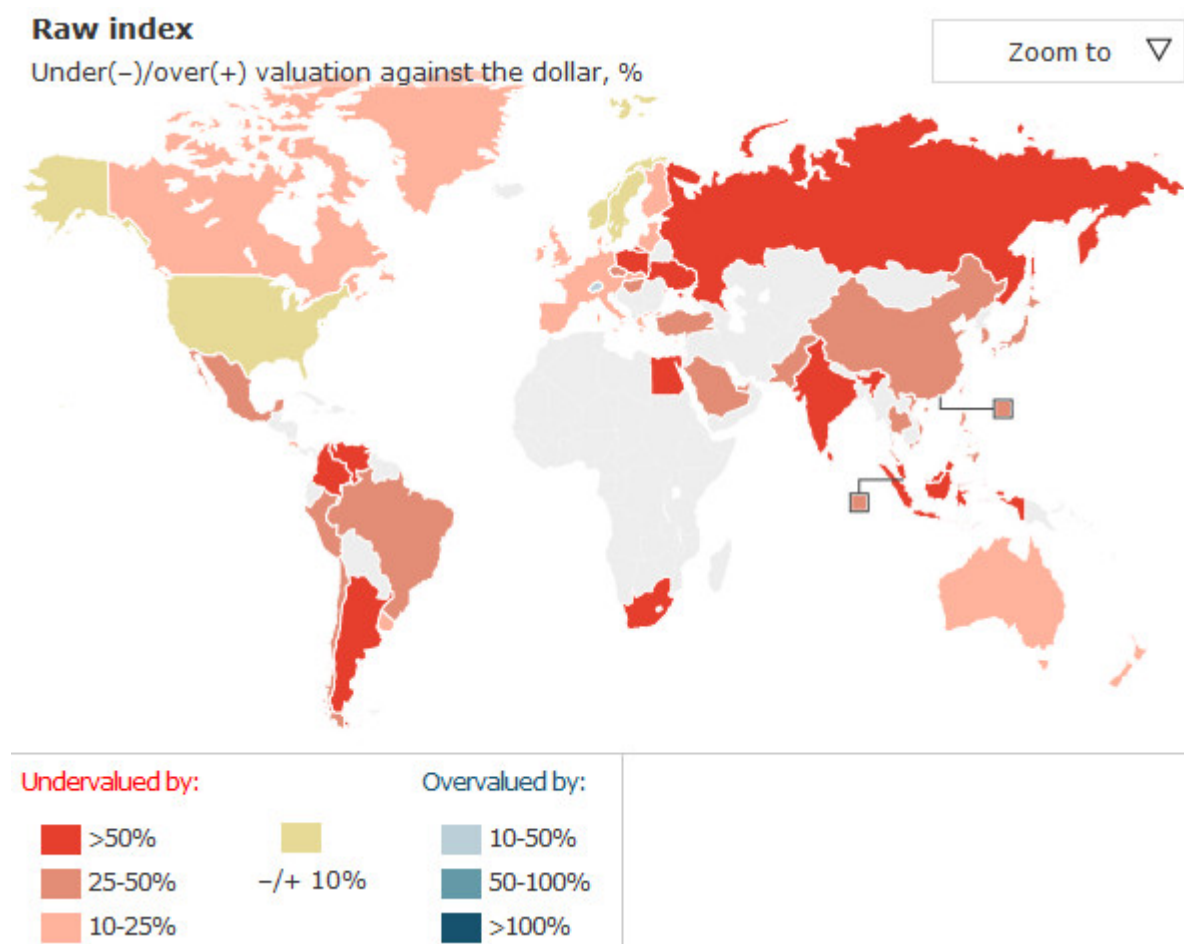 Raw index
Under(–)/over(+) valuation against the dollar, %
Zoom to
Undervalued by:
Overvalued by:
>50%
10-50%
25-50%
–/+ 10%
50-100%
10-25%
>100%